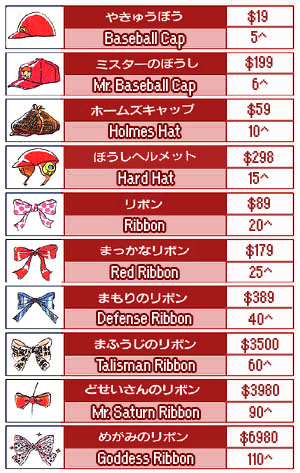 やきゅうぼう $19
Baseball Cap 5^
ミスターのぼうし $199
Mr. Baseball Cap 6^
ホームズキャップ $59
Holmes Hat 10^
ぼうしヘルメット $298
Hard Hat 15^
リボン $89
Ribbon 20^
まっかなリボン $179
Red Ribbon 25^
まもりのリボン $389
Defense Ribbon 40^
まふうじのリボン $3500
Talisman Ribbon 60^
どせいさんのリボン $3980
Mr. Saturn Ribbon 90^
めがみのリボン $6980
Goddess Ribbon 110^